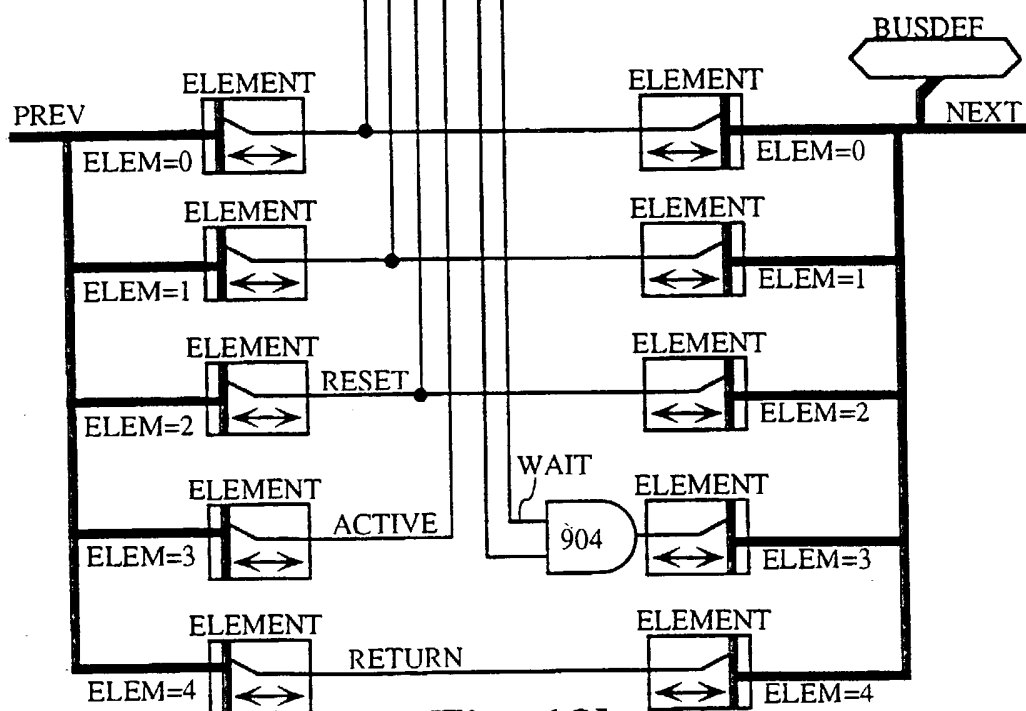 BUSDEF
ELEMENT
ELEMENT
PREV
NEXT
ELEM=0
ELEM=0
ELEMENT
ELEMENT
ELEM=1
ELEM=1
ELEMENT
ELEMENT
RESET
ELEM=2
ELEM=2
WAIT
ELEMENT
ELEMENT
ACTIVE
904
ELEM=3
ELEM=3
ELEMENT
ELEMENT
RETURN
ELEM=4
ELEM=4